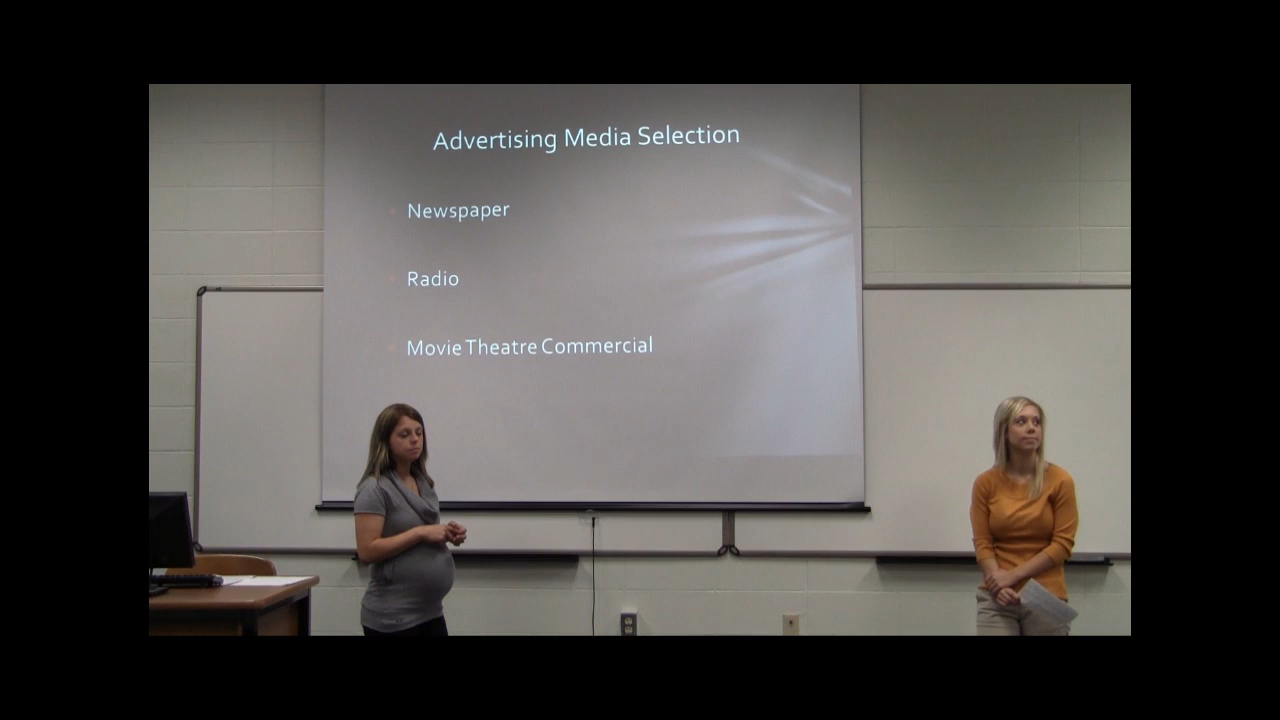 Advertising Media Selection
Newspaper
Radio
Movie Theatre Commercial